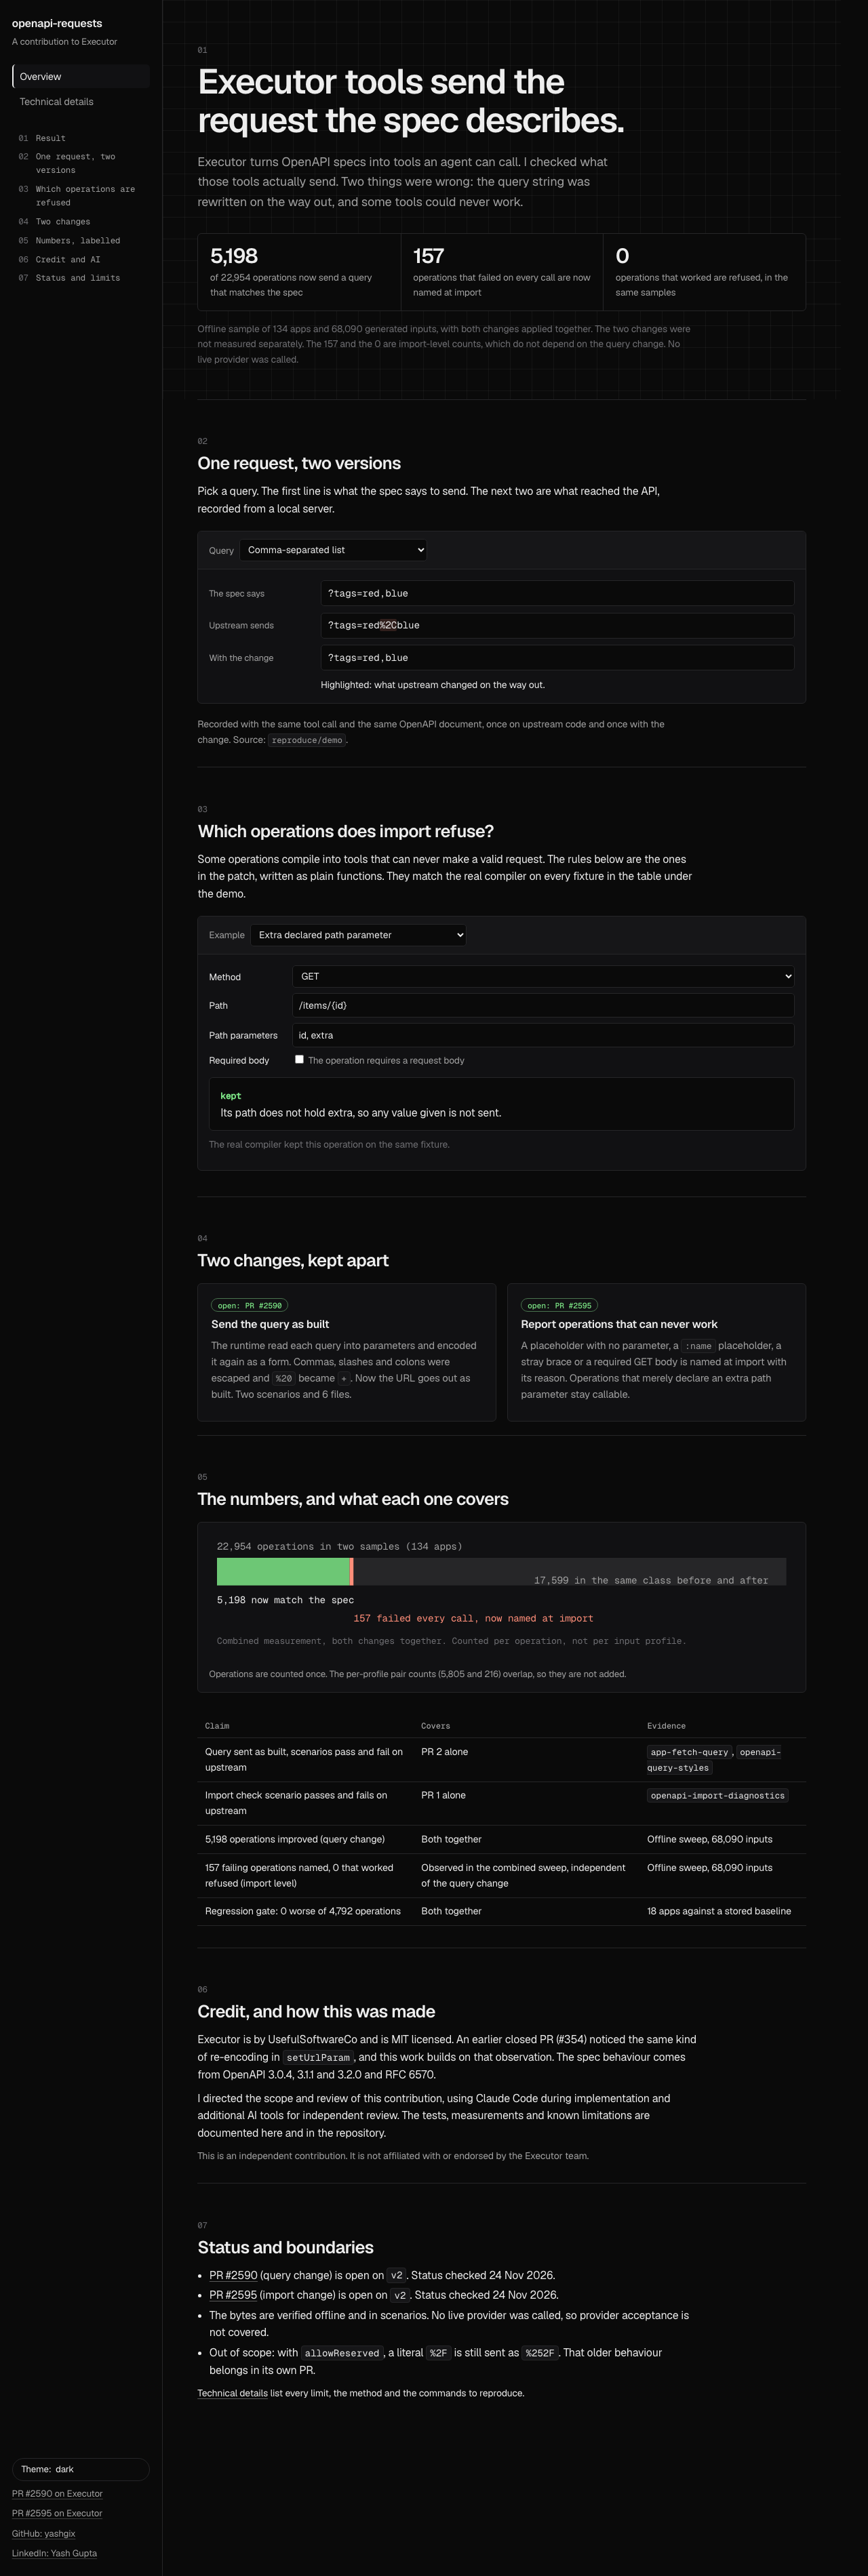 openapi-requests
A contribution to Executor
Overview
Technical details
01 Result
02 One request, two
versions
03 Which operations are
refused
04 Two changes
05 Numbers, labelled
06 Credit and AI
07 Status and limits
01
Executor tools send the
request the spec describes.
Executor turns OpenAPI specs into tools an agent can call. I checked what
those tools actually send. Two things were wrong: the query string was
rewritten on the way out, and some tools could never work.
5,198
of 22,954 operations now send a query
that matches the spec
157
operations that failed on every call are now
named at import
0
operations that worked are refused, in the
same samples
Offline sample of 134 apps and 68,090 generated inputs, with both changes applied together. The two changes were
not measured separately. The 157 and the 0 are import-level counts, which do not depend on the query change. No
live provider was called.
02
One request, two versions
Pick a query. The first line is what the spec says to send. The next two are what reached the API,
recorded from a local server.
Query Comma-separated list
The spec says ?tags=red,blue
Upstream sends ?tags=red%2Cblue
With the change ?tags=red,blue
Highlighted: what upstream changed on the way out.
Recorded with the same tool call and the same OpenAPI document, once on upstream code and once with the
change. Source: reproduce/demo.
03
Which operations does import refuse?
Some operations compile into tools that can never make a valid request. The rules below are the ones
in the patch, written as plain functions. They match the real compiler on every fixture in the table under
the demo.
Example Extra declared path parameter
Method GET
Path /items/{id}
Path parameters id, extra
Required body The operation requires a request body
kept
Its path does not hold extra, so any value given is not sent.
The real compiler kept this operation on the same fixture.
04
Two changes, kept apart
open: PR #2590
Send the query as built
The runtime read each query into parameters and encoded
it again as a form. Commas, slashes and colons were
escaped and %20 became +. Now the URL goes out as
built. Two scenarios and 6 files.
open: PR #2595
Report operations that can never work
A placeholder with no parameter, a :name placeholder, a
stray brace or a required GET body is named at import with
its reason. Operations that merely declare an extra path
parameter stay callable.
05
The numbers, and what each one covers
22,954 operations in two samples (134 apps)
17,599 in the same class before and after
5,198 now match the spec
157 failed every call, now named at import
Combined measurement, both changes together. Counted per operation, not per input profile.
Operations are counted once. The per-profile pair counts (5,805 and 216) overlap, so they are not added.
Claim Covers Evidence
Query sent as built, scenarios pass and fail on
upstream
PR 2 alone
app-fetch-query, openapi-
query-styles
Import check scenario passes and fails on
upstream
PR 1 alone
openapi-import-diagnostics
5,198 operations improved (query change) Both together Offline sweep, 68,090 inputs
157 failing operations named, 0 that worked
refused (import level)
Observed in the combined sweep, independent
of the query change
Offline sweep, 68,090 inputs
Regression gate: 0 worse of 4,792 operations Both together 18 apps against a stored baseline
06
Credit, and how this was made
Executor is by UsefulSoftwareCo and is MIT licensed. An earlier closed PR (#354) noticed the same kind
of re-encoding in setUrlParam, and this work builds on that observation. The spec behaviour comes
from OpenAPI 3.0.4, 3.1.1 and 3.2.0 and RFC 6570.
I directed the scope and review of this contribution, using Claude Code during implementation and
additional AI tools for independent review. The tests, measurements and known limitations are
documented here and in the repository.
This is an independent contribution. It is not affiliated with or endorsed by the Executor team.
07
Status and boundaries
PR #2590 (query change) is open on v2. Status checked 24 Nov 2026.
PR #2595 (import change) is open on v2. Status checked 24 Nov 2026.
The bytes are verified offline and in scenarios. No live provider was called, so provider acceptance is
not covered.
Out of scope: with allowReserved, a literal %2F is still sent as %252F. That older behaviour
belongs in its own PR.
Technical details list every limit, the method and the commands to reproduce.
Theme: dark
PR #2590 on Executor
PR #2595 on Executor
GitHub: yashgix
LinkedIn: Yash Gupta